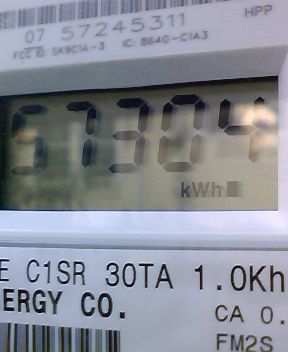 07 57245311
HPP
FCC ID SK9C1A-3 IC: 864G-C1A3
57304
kWh
E C1SR 30TA 1.0Kh
ERGY CO.
CA 0.
FM2S